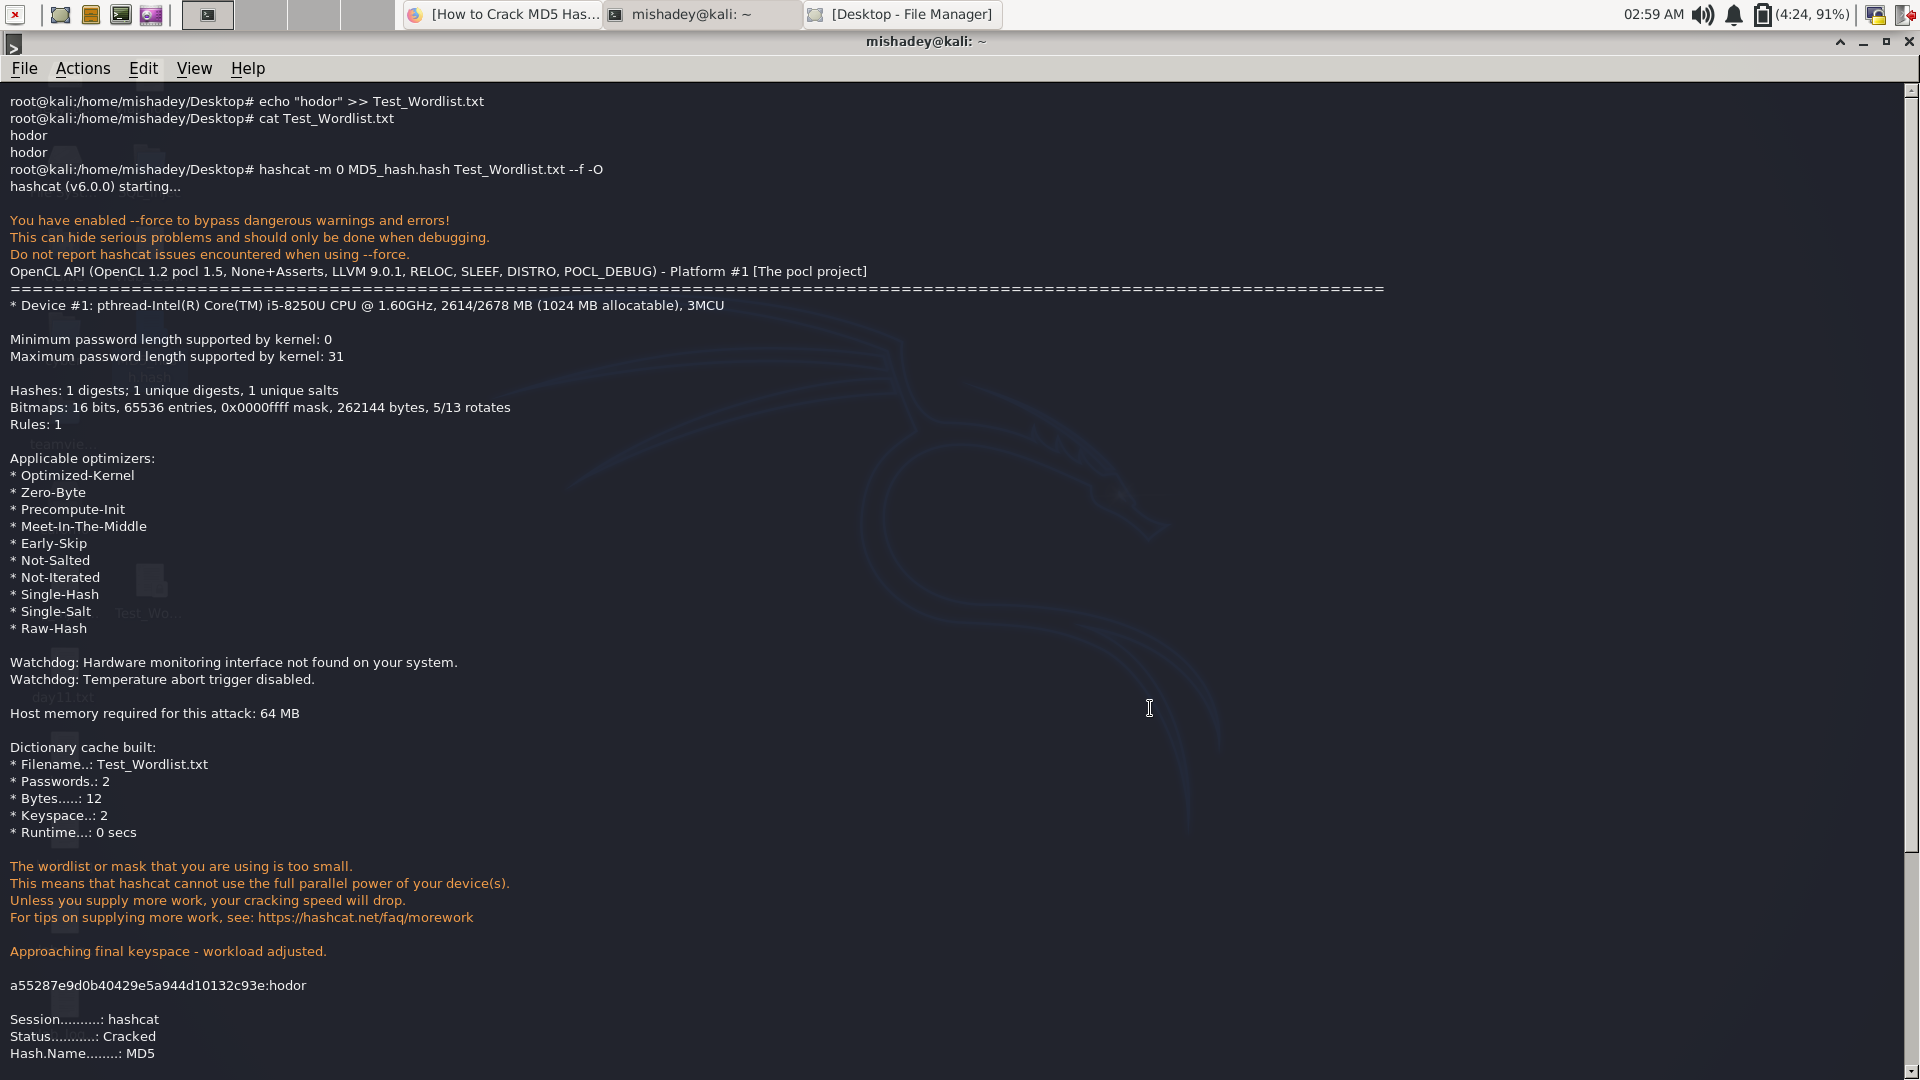 [How to Crack MD5 Has...
mishadey@kali: ~
[Desktop - File Manager]
02:59 AM
(4:24, 91%)
mishadey@kali: ~
File Actions Edit View Help
root@kali:/home/mishadey/Desktop# echo "hodor" >> Test_Wordlist.txt
root@kali:/home/mishadey/Desktop# cat Test_Wordlist.txt
hodor
hodor
root@kali:/home/mishadey/Desktop# hashcat -m 0 MD5_hash.hash Test_Wordlist.txt --f -O
hashcat (v6.0.0) starting...
You have enabled --force to bypass dangerous warnings and errors!
This can hide serious problems and should only be done when debugging.
Do not report hashcat issues encountered when using --force.
OpenCL API (OpenCL 1.2 pocl 1.5, None+Asserts, LLVM 9.0.1, RELOC, SLEEF, DISTRO, POCL_DEBUG) - Platform #1 [The pocl project]
=============================================================================================================================
* Device #1: pthread-Intel(R) Core(TM) i5-8250U CPU @ 1.60GHz, 2614/2678 MB (1024 MB allocatable), 3MCU
Minimum password length supported by kernel: 0
Maximum password length supported by kernel: 31
Hashes: 1 digests; 1 unique digests, 1 unique salts
Bitmaps: 16 bits, 65536 entries, 0x0000ffff mask, 262144 bytes, 5/13 rotates
Rules: 1
Applicable optimizers:
* Optimized-Kernel
* Zero-Byte
* Precompute-Init
* Meet-In-The-Middle
* Early-Skip
* Not-Salted
* Not-Iterated
* Single-Hash
* Single-Salt
* Raw-Hash
Test_Wo...
Watchdog: Hardware monitoring interface not found on your system.
Watchdog: Temperature abort trigger disabled.
day11.txt
Host memory required for this attack: 64 MB
Dictionary cache built:
* Filename..: Test_Wordlist.txt
* Passwords.: 2
* Bytes.....: 12
* Keyspace..: 2
* Runtime...: 0 secs
The wordlist or mask that you are using is too small.
This means that hashcat cannot use the full parallel power of your device(s).
Unless you supply more work, your cracking speed will drop.
For tips on supplying more work, see: https://hashcat.net/faq/morework
Approaching final keyspace - workload adjusted.
a55287e9d0b40429e5a944d10132c93e:hodor
Session..........: hashcat
Status...........: Cracked
Hash.Name........: MD5